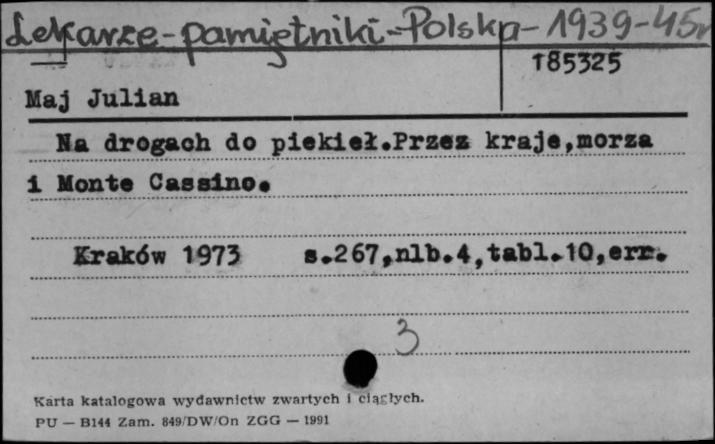 Lekarze-pamiętniki-Polska-1939-45r
185325
Maj Julian
Na drogach do piekieł.Przez kraje,morza
i Monte Cassino.
Kraków 1973 s.267,nlb.4,tabl.10,err.
3
Karta katalogowa wydawnictw zwartych i ciągłych.
PU — B144 Zam. 849/DW/On ZGG — 1991